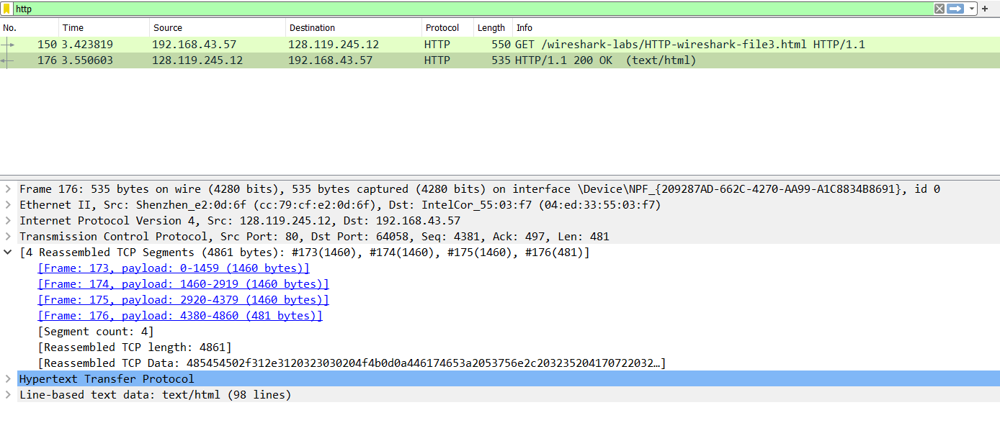 http
No. Time Source Destination Protocol Length Info
150 3.423819 192.168.43.57 128.119.245.12 HTTP 550 GET /wireshark-labs/HTTP-wireshark-file3.html HTTP/1.1
176 3.550603 128.119.245.12 192.168.43.57 HTTP 535 HTTP/1.1 200 OK (text/html)
Frame 176: 535 bytes on wire (4280 bits), 535 bytes captured (4280 bits) on interface \Device\NPF_{209287AD-662C-4270-AA99-A1C8834B8691}, id 0
Ethernet II, Src: Shenzhen_e2:0d:6f (cc:79:cf:e2:0d:6f), Dst: IntelCor_55:03:f7 (04:ed:33:55:03:f7)
Internet Protocol Version 4, Src: 128.119.245.12, Dst: 192.168.43.57
Transmission Control Protocol, Src Port: 80, Dst Port: 64058, Seq: 4381, Ack: 497, Len: 481
[4 Reassembled TCP Segments (4861 bytes): #173(1460), #174(1460), #175(1460), #176(481)]
[Frame: 173, payload: 0-1459 (1460 bytes)]
[Frame: 174, payload: 1460-2919 (1460 bytes)]
[Frame: 175, payload: 2920-4379 (1460 bytes)]
[Frame: 176, payload: 4380-4860 (481 bytes)]
[Segment count: 4]
[Reassembled TCP length: 4861]
[Reassembled TCP Data: 485454502f312e3120323030204f4b0d0a446174653a2053756e2c203235204170722032…]
Hypertext Transfer Protocol
Line-based text data: text/html (98 lines)